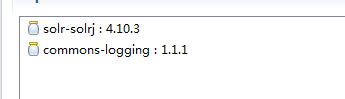 solr-solrj : 4.10.3
commons-logging : 1.1.1